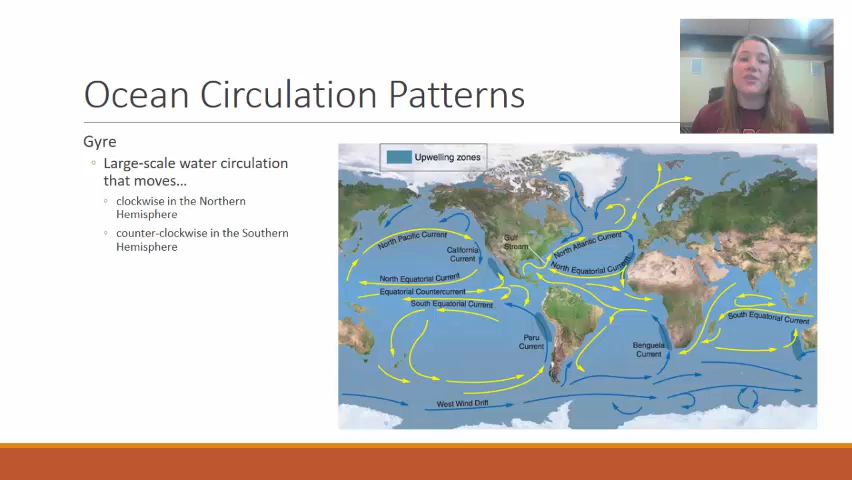 Ocean Circulation Patterns
Gyre
Large-scale water circulation
that moves...
clockwise in the Northern
Hemisphere
counter-clockwise in the Southern
Hemisphere
Upwelling zones
North Pacific Current
California
Current
Gulf
Stream
North Atlantic Current
North Equatorial Current
North Equatorial Current
Equatorial Countercurrent
South Equatorial Current
South Equatorial Current
Peru
Current
Benguela
Current
West Wind Drift